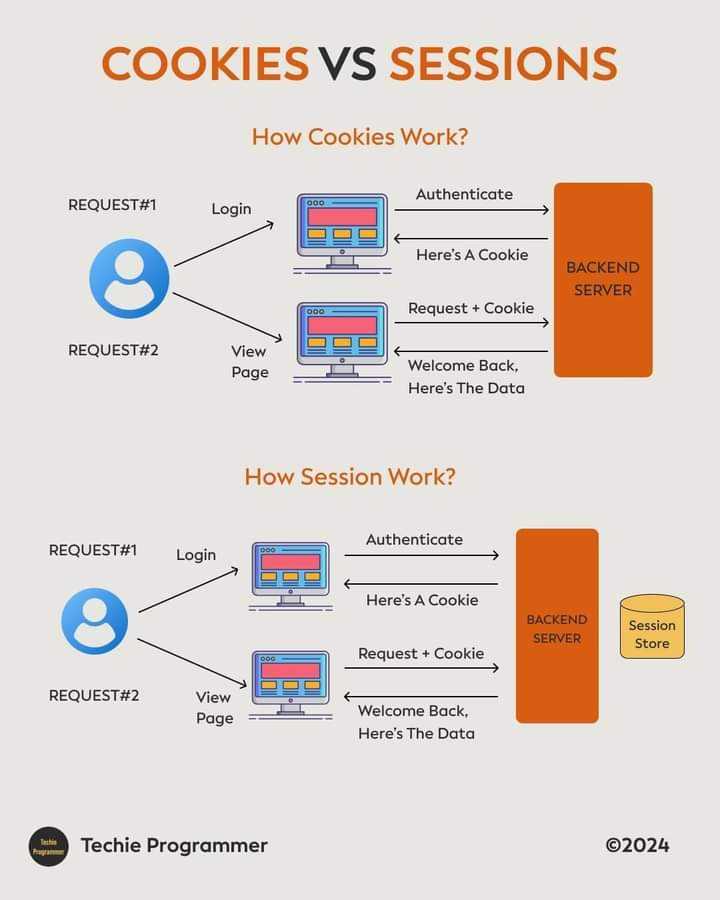 COOKIES VS SESSIONS
How Cookies Work?
REQUEST#1
Login
Authenticate
Here's A Cookie
BACKEND
SERVER
Request + Cookie
REQUEST#2
View
Page
Welcome Back,
Here's The Data
How Session Work?
REQUEST#1
Login
Authenticate
Here's A Cookie
BACKEND
SERVER
Session
Store
Request + Cookie
REQUEST#2
View
Page
Welcome Back,
Here's The Data
Techie
Programmer
Techie Programmer
©2024